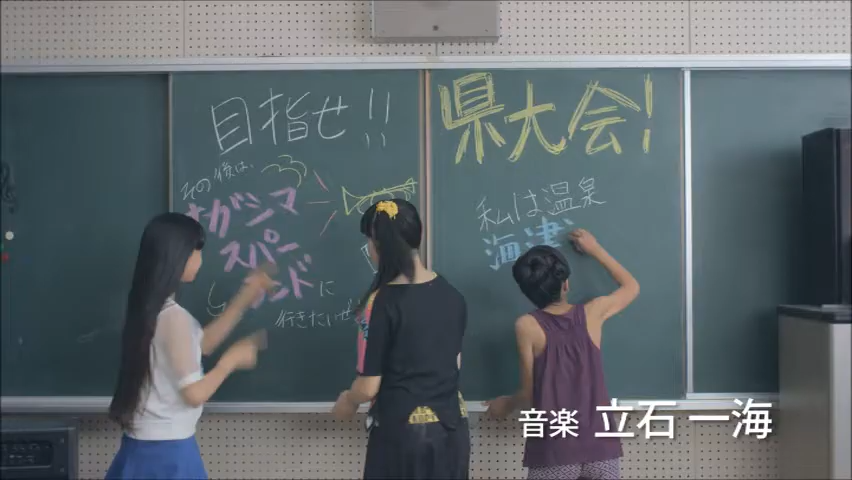 目指せ!!
県大会!
その後は、
ナガシマ
スパー
ランドに
行きたいぜ
私は温泉
海津
音楽 立石 一海